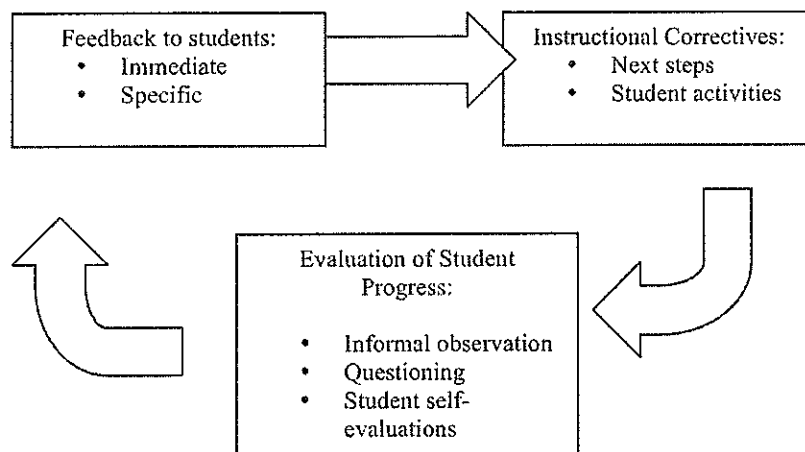 Feedback to students:
• Immediate
• Specific
Instructional Correctives:
• Next steps
• Student activities
Evaluation of Student
Progress:
• Informal observation
• Questioning
• Student self-
evaluations